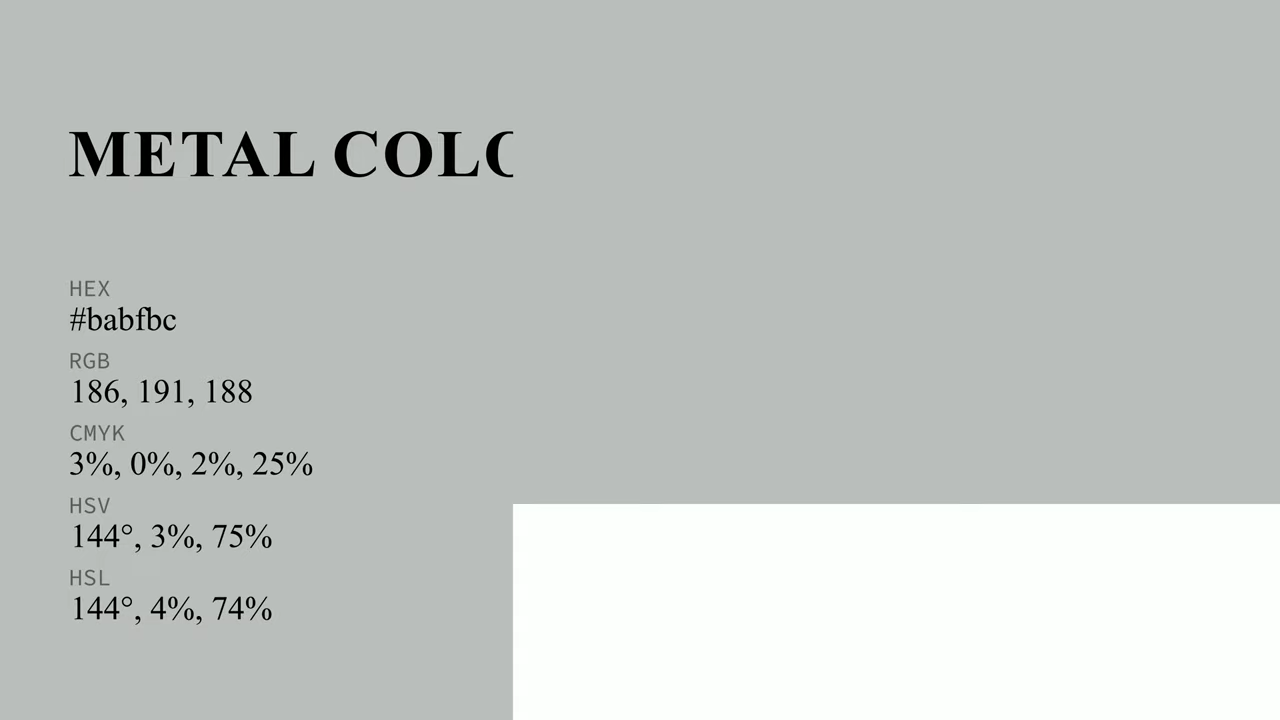 METAL COLO
HEX
#babfbc
RGB
186, 191, 188
CMYK
3%, 0%, 2%, 25%
HSV
144°, 3%, 75%
HSL
144°, 4%, 74%